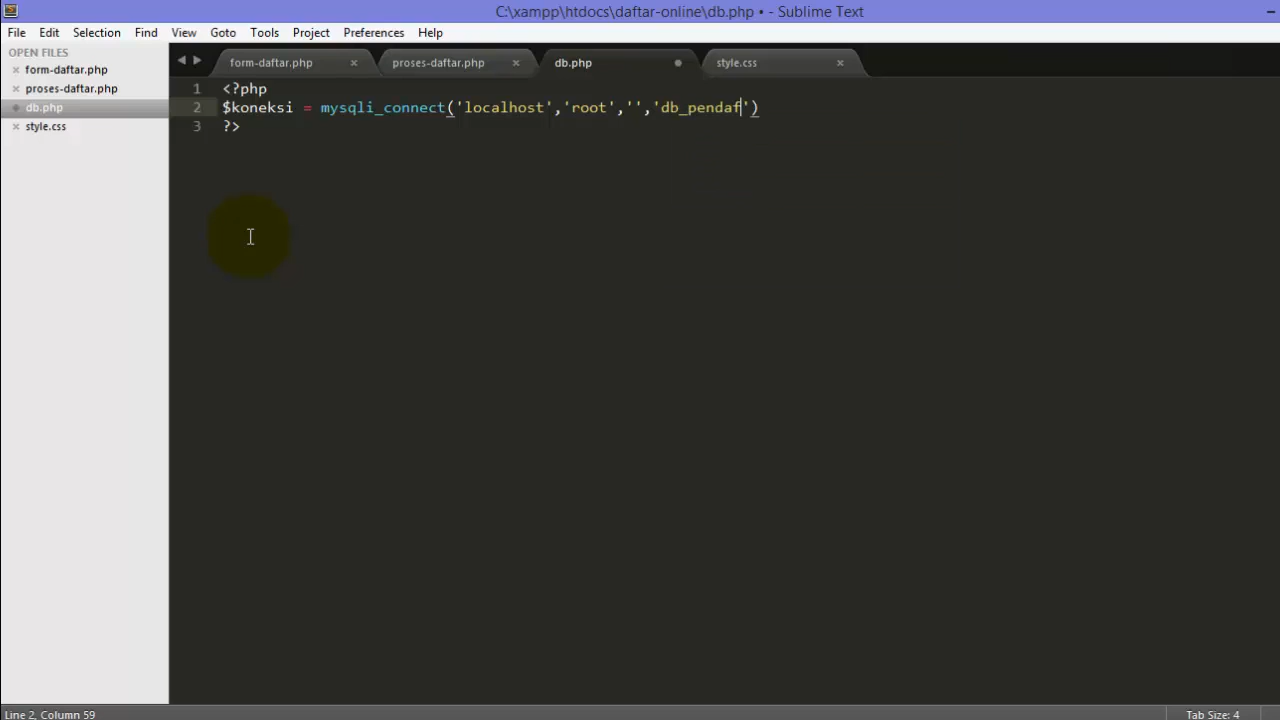 C:\xampp\htdocs\daftar-online\db.php • - Sublime Text
File Edit Selection Find View Goto Tools Project Preferences Help
OPEN FILES
form-daftar.php
proses-daftar.php
db.php
style.css
form-daftar.php proses-daftar.php db.php style.css
1 <?php
2 $koneksi = mysqli_connect('localhost','root','','db_pendaf')
3 ?>
Line 2, Column 59 Tab Size: 4